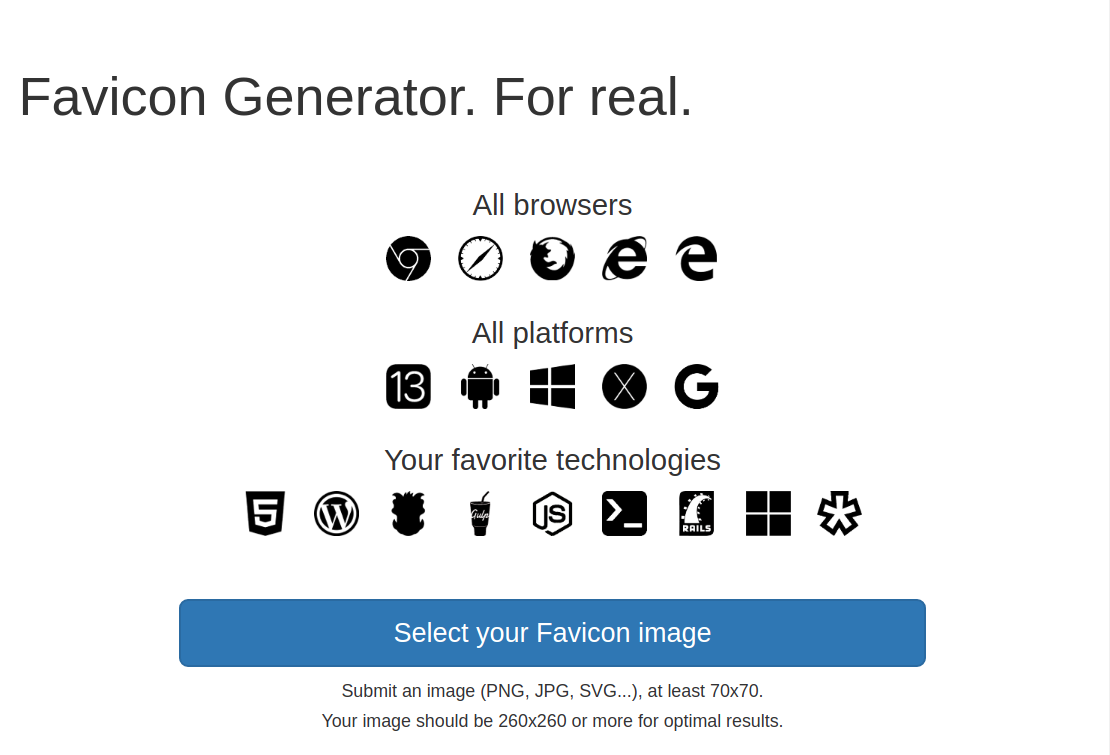 Favicon Generator. For real.
All browsers
All platforms
13
X
G
Your favorite technologies
5
W
Gulp
JS
>_
RAILS
Select your Favicon image
Submit an image (PNG, JPG, SVG...), at least 70x70.
Your image should be 260x260 or more for optimal results.